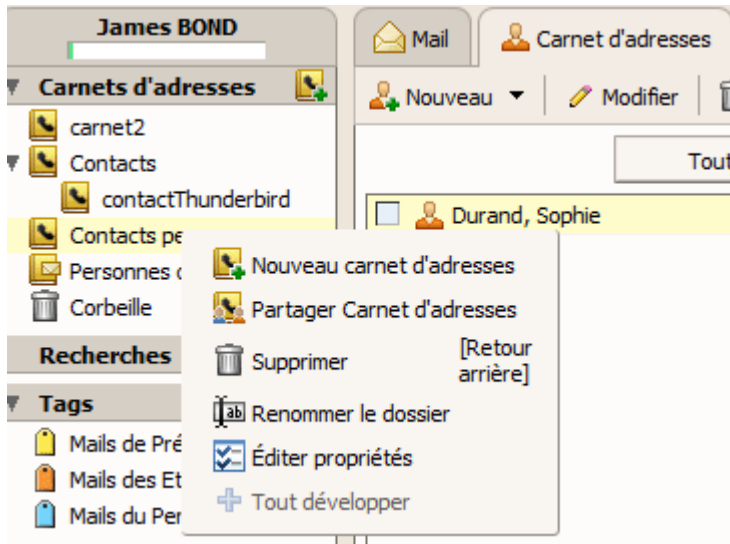 James BOND
Mail
Carnet d'adresses
Carnets d'adresses
Nouveau
Modifier
carnet2
Contacts
Tout
contactThunderbird
Durand, Sophie
Contacts pe
Personnes
Corbeille
Recherches
Tags
Mails de Pré
Mails des Et
Mails du Per
Nouveau carnet d'adresses
Partager Carnet d'adresses
Supprimer [Retour
arrière]
Renommer le dossier
Éditer propriétés
Tout développer